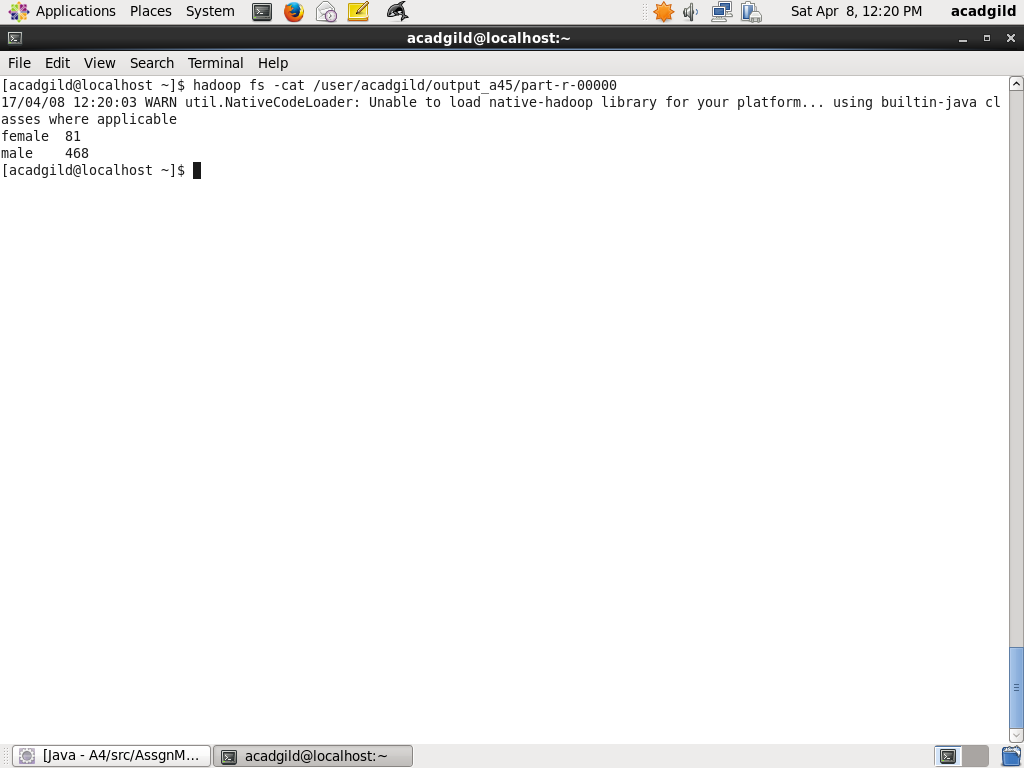 Applications Places System Sat Apr 8, 12:20 PM acadgild
acadgild@localhost:~
File Edit View Search Terminal Help
[acadgild@localhost ~]$ hadoop fs -cat /user/acadgild/output_a45/part-r-00000
17/04/08 12:20:03 WARN util.NativeCodeLoader: Unable to load native-hadoop library for your platform... using builtin-java cl
asses where applicable
female 81
male 468
[acadgild@localhost ~]$
[Java - A4/src/AssgnM... acadgild@localhost:~